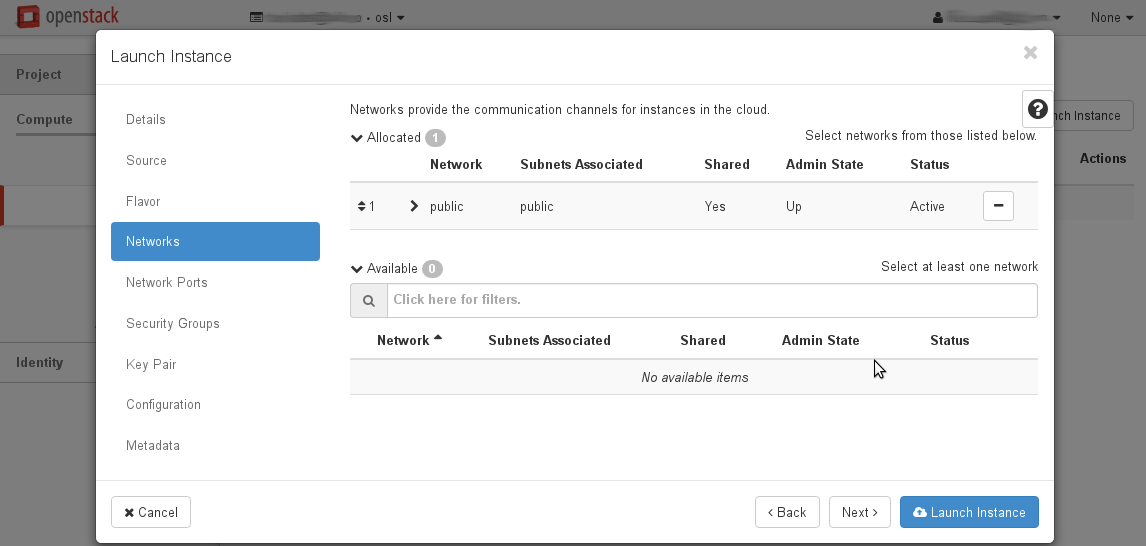 openstack
• osl
None
Launch Instance
Project
Compute
Identity
ch Instance
Actions
Details
Source
Flavor
Networks
Network Ports
Security Groups
Key Pair
Configuration
Metadata
Networks provide the communication channels for instances in the cloud.
Allocated 1
Select networks from those listed below.
Network Subnets Associated Shared Admin State Status
1 public public Yes Up Active
Available 0
Select at least one network
Click here for filters.
Network Subnets Associated Shared Admin State Status
No available items
Cancel
< Back
Next >
Launch Instance